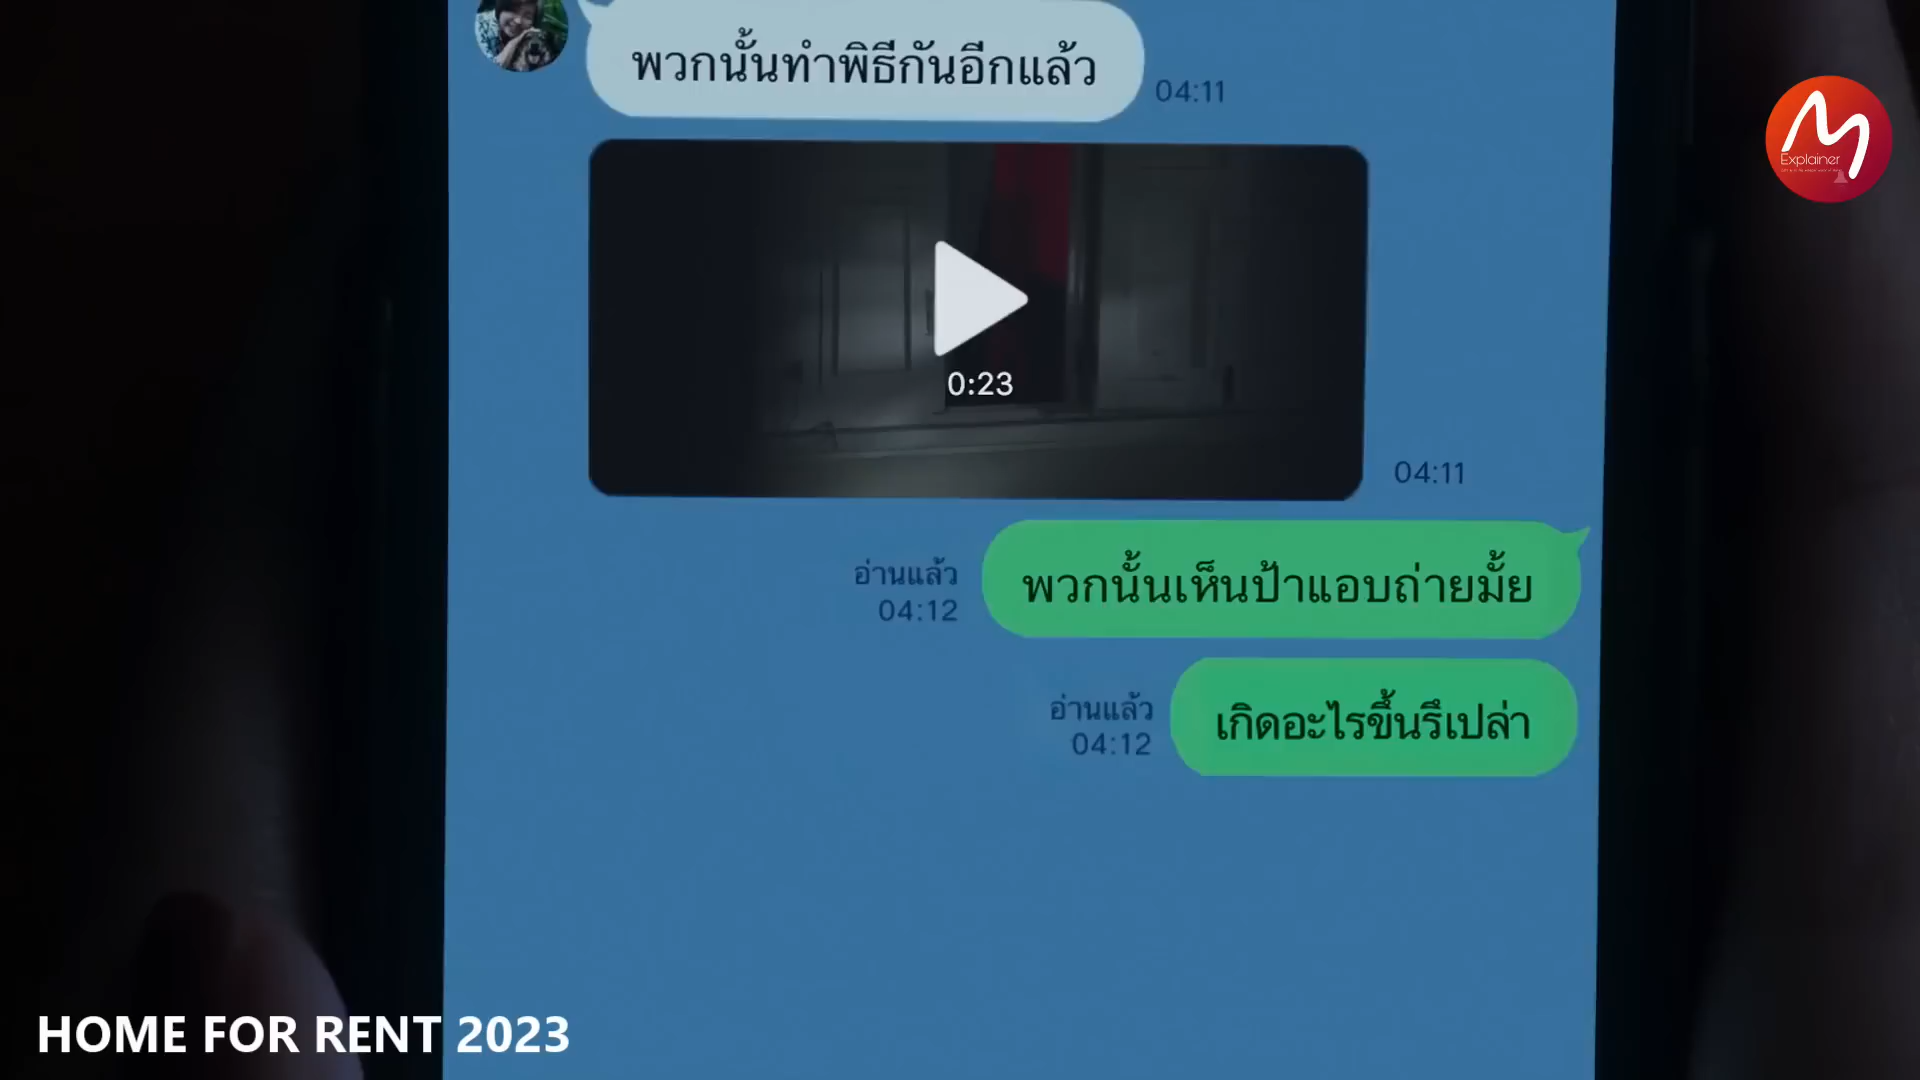 พวกนั้นทำพิธีกันอีกแล้ว
04:11
Explainer
0:23
04:11
พวกนั้นเห็นป้าแอบถ่ายมั้ย
อ่านแล้ว
04:12
เกิดอะไรขึ้นรึเปล่า
อ่านแล้ว
04:12
HOME FOR RENT 2023